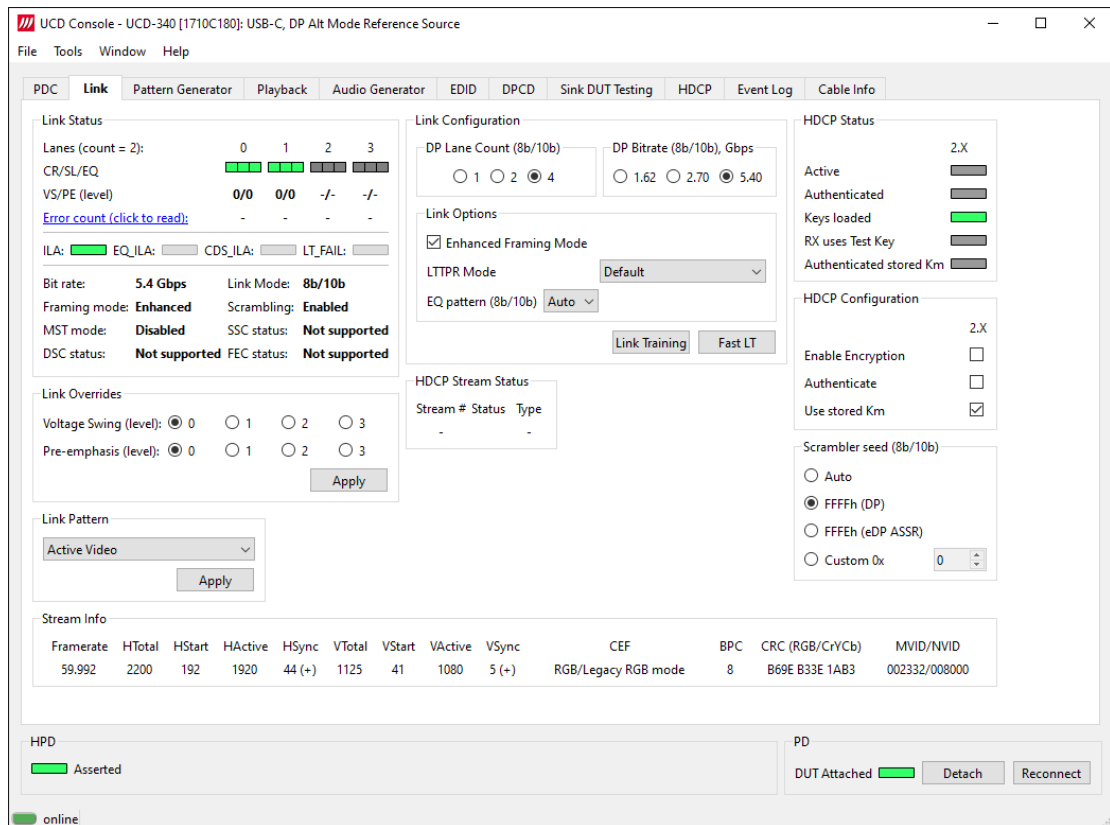 UCD Console - UCD-340 [1710C180]: USB-C, DP Alt Mode Reference Source
File Tools Window Help
PDC Link Pattern Generator Playback Audio Generator EDID DPCD Sink DUT Testing HDCP Event Log Cable Info
Link Status
Lanes (count = 2): 0 1 2 3
CR/SL/EQ
VS/PE (level) 0/0 0/0 -/- -/-
Error count (click to read): - - - -
ILA: EQ_ILA: CDS_ILA: LT_FAIL:
Bit rate: 5.4 Gbps Link Mode: 8b/10b
Framing mode: Enhanced Scrambling: Enabled
MST mode: Disabled SSC status: Not supported
DSC status: Not supported FEC status: Not supported
Link Overrides
Voltage Swing (level): 0 1 2 3
Pre-emphasis (level): 0 1 2 3
Apply
Link Pattern
Active Video
Apply
Link Configuration
DP Lane Count (8b/10b)
1 2 4
DP Bitrate (8b/10b), Gbps
1.62 2.70 5.40
Link Options
Enhanced Framing Mode
LTTPR Mode Default
EQ pattern (8b/10b) Auto
Link Training Fast LT
HDCP Stream Status
Stream # Status Type
- -
HDCP Status
2.X
Active
Authenticated
Keys loaded
RX uses Test Key
Authenticated stored Km
HDCP Configuration
2.X
Enable Encryption
Authenticate
Use stored Km
Scrambler seed (8b/10b)
Auto
FFFFh (DP)
FFFEh (eDP ASSR)
Custom 0x 0
Stream Info
Framerate HTotal HStart HActive HSync VTotal VStart VActive VSync CEF BPC CRC (RGB/CrYCb) MVID/NVID
59.992 2200 192 1920 44 (+) 1125 41 1080 5 (+) RGB/Legacy RGB mode 8 B69E B33E 1AB3 002332/008000
HPD
Asserted
PD
DUT Attached Detach Reconnect
online